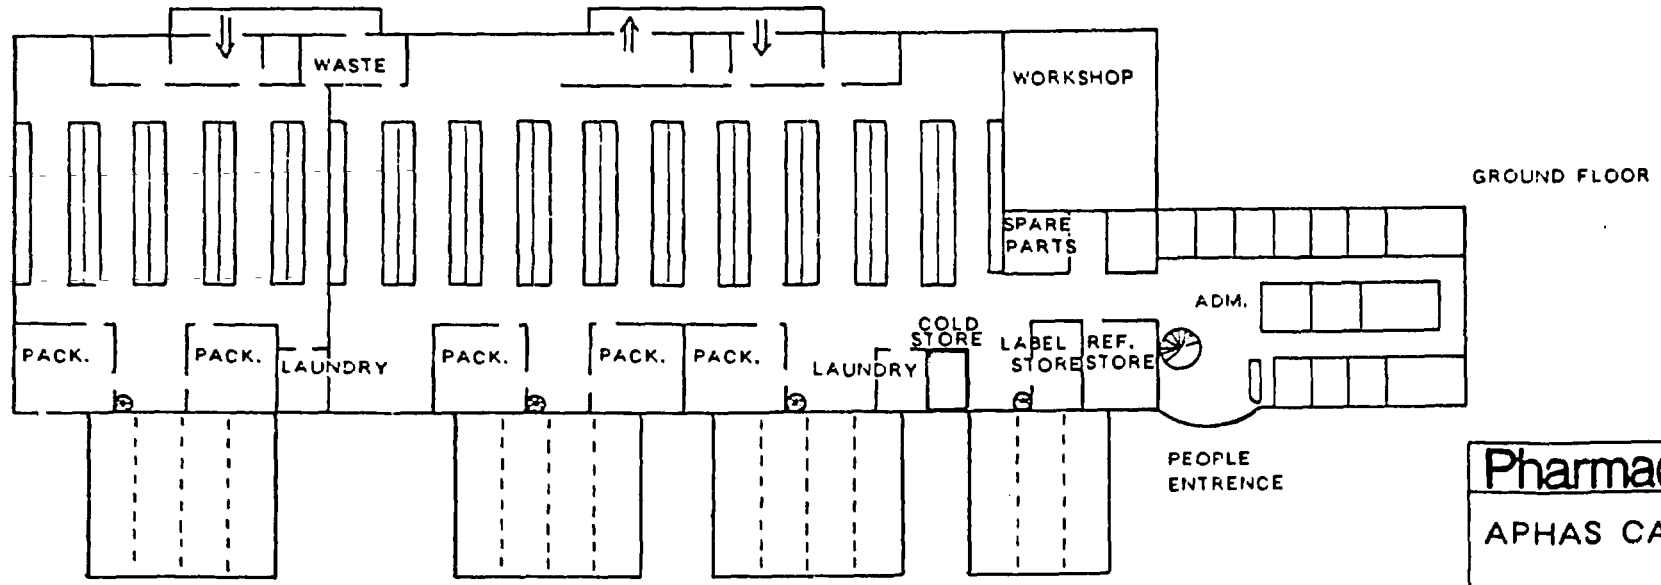 WASTE
WORKSHOP
GROUND FLOOR
SPARE
PARTS
ADM.
COLD
STORE
LABEL
STORE
REF.
STORE
PACK.
PACK.
LAUNDRY
PACK.
PACK.
PACK.
LAUNDRY
PEOPLE
ENTRENCE
Pharmac
APHAS CA